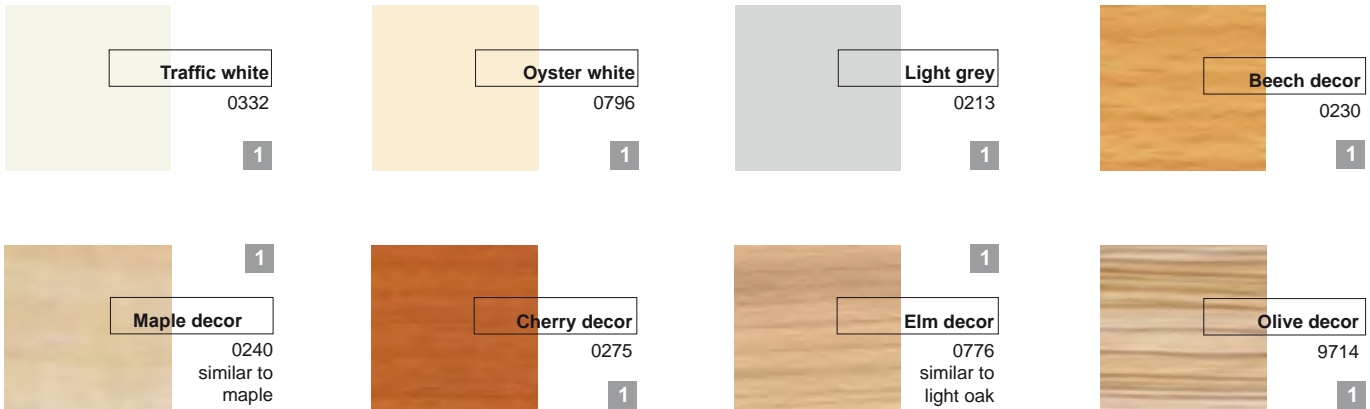 Traffic white
0332
1
Oyster white
0796
1
Light grey
0213
1
Beech decor
0230
1
1
Maple decor
0240
similar to
maple
Cherry decor
0275
1
1
Elm decor
0776
similar to
light oak
Olive decor
9714
1